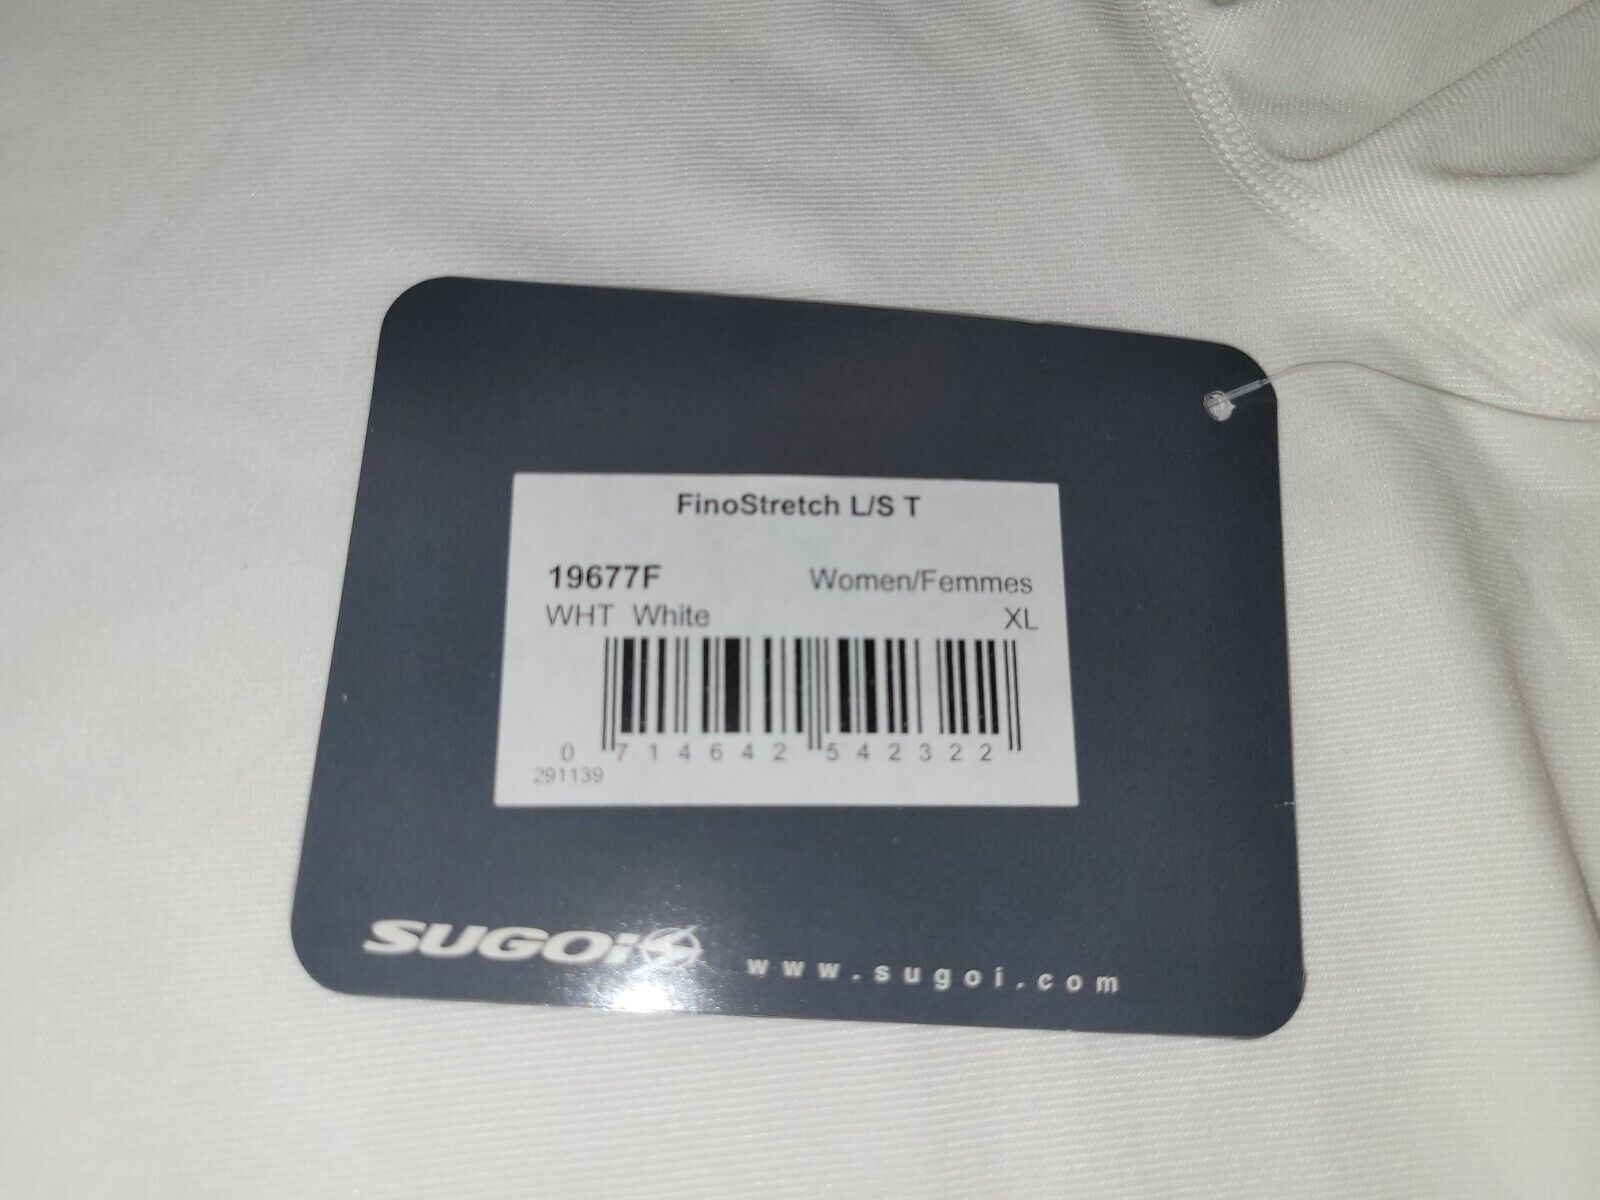 FinoStretch L/S T
19677F Women/Femmes
WHT White XL
0 714642 542322
291139
SUGOi www.sugoi.com